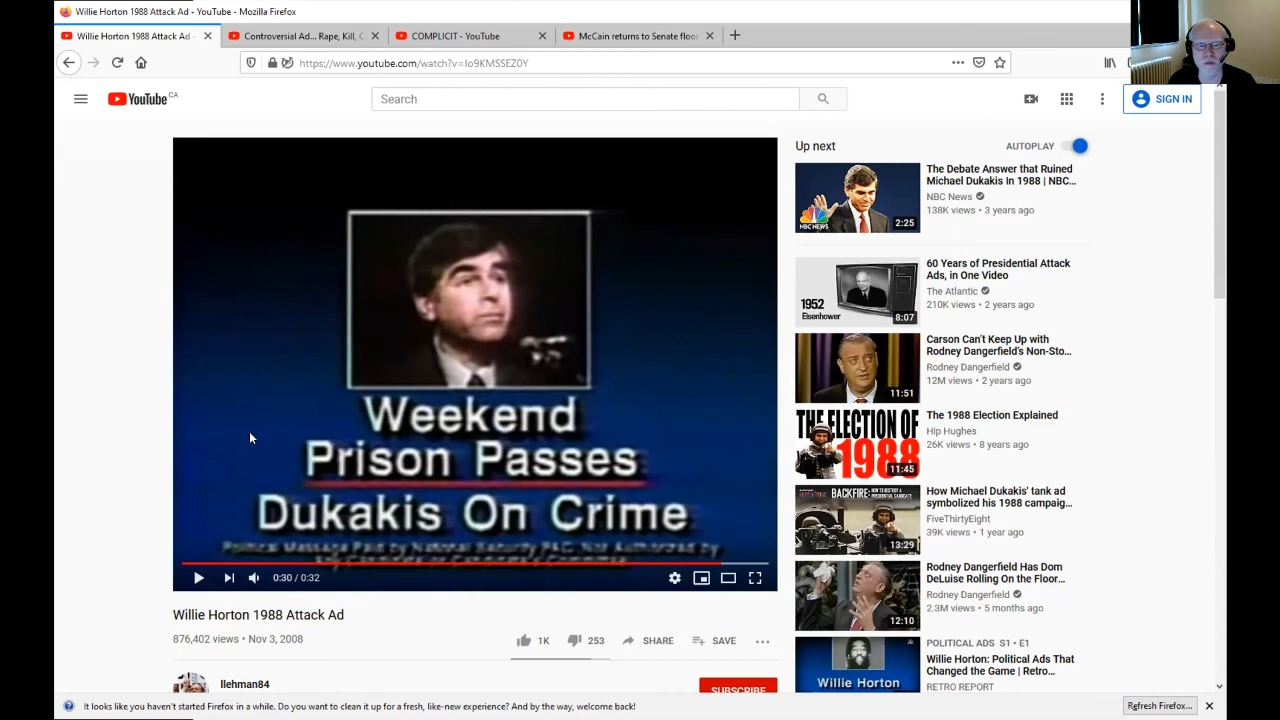 Willie Horton 1988 Attack Ad - YouTube - Mozilla Firefox
Willie Horton 1988 Attack Ad -
Controversial Ad... Rape, Kill, C
COMPLICIT - YouTube
McCain returns to Senate floor
https://www.youtube.com/watch?v=Io9KMSSEZ0Y
YouTube CA
Search
SIGN IN
Weekend
Prison Passes
Dukakis On Crime
0:30 / 0:32
Willie Horton 1988 Attack Ad
876,402 views • Nov 3, 2008
1K
253
SHARE
SAVE
llehman84
SUBSCRIBE
Up next
AUTOPLAY
NBC NEWS
2:25
The Debate Answer that Ruined
Michael Dukakis In 1988 | NBC...
NBC News
138K views • 3 years ago
1952
Eisenhower
8:07
60 Years of Presidential Attack
Ads, in One Video
The Atlantic
210K views • 2 years ago
11:51
Carson Can't Keep Up with
Rodney Dangerfield's Non-Sto...
Rodney Dangerfield
12M views • 2 years ago
THE ELECTION OF
1988
11:45
The 1988 Election Explained
Hip Hughes
26K views • 8 years ago
BACKFIRE:
13:29
How Michael Dukakis' tank ad
symbolized his 1988 campaig...
FiveThirtyEight
39K views • 1 year ago
12:10
Rodney Dangerfield Has Dom
DeLuise Rolling On the Floor...
Rodney Dangerfield
2.3M views • 5 months ago
Willie Horton
POLITICAL ADS S1 • E1
Willie Horton: Political Ads That
Changed the Game | Retro...
RETRO REPORT
It looks like you haven't started Firefox in a while. Do you want to clean it up for a fresh, like-new experience? And by the way, welcome back!
Refresh Firefox...